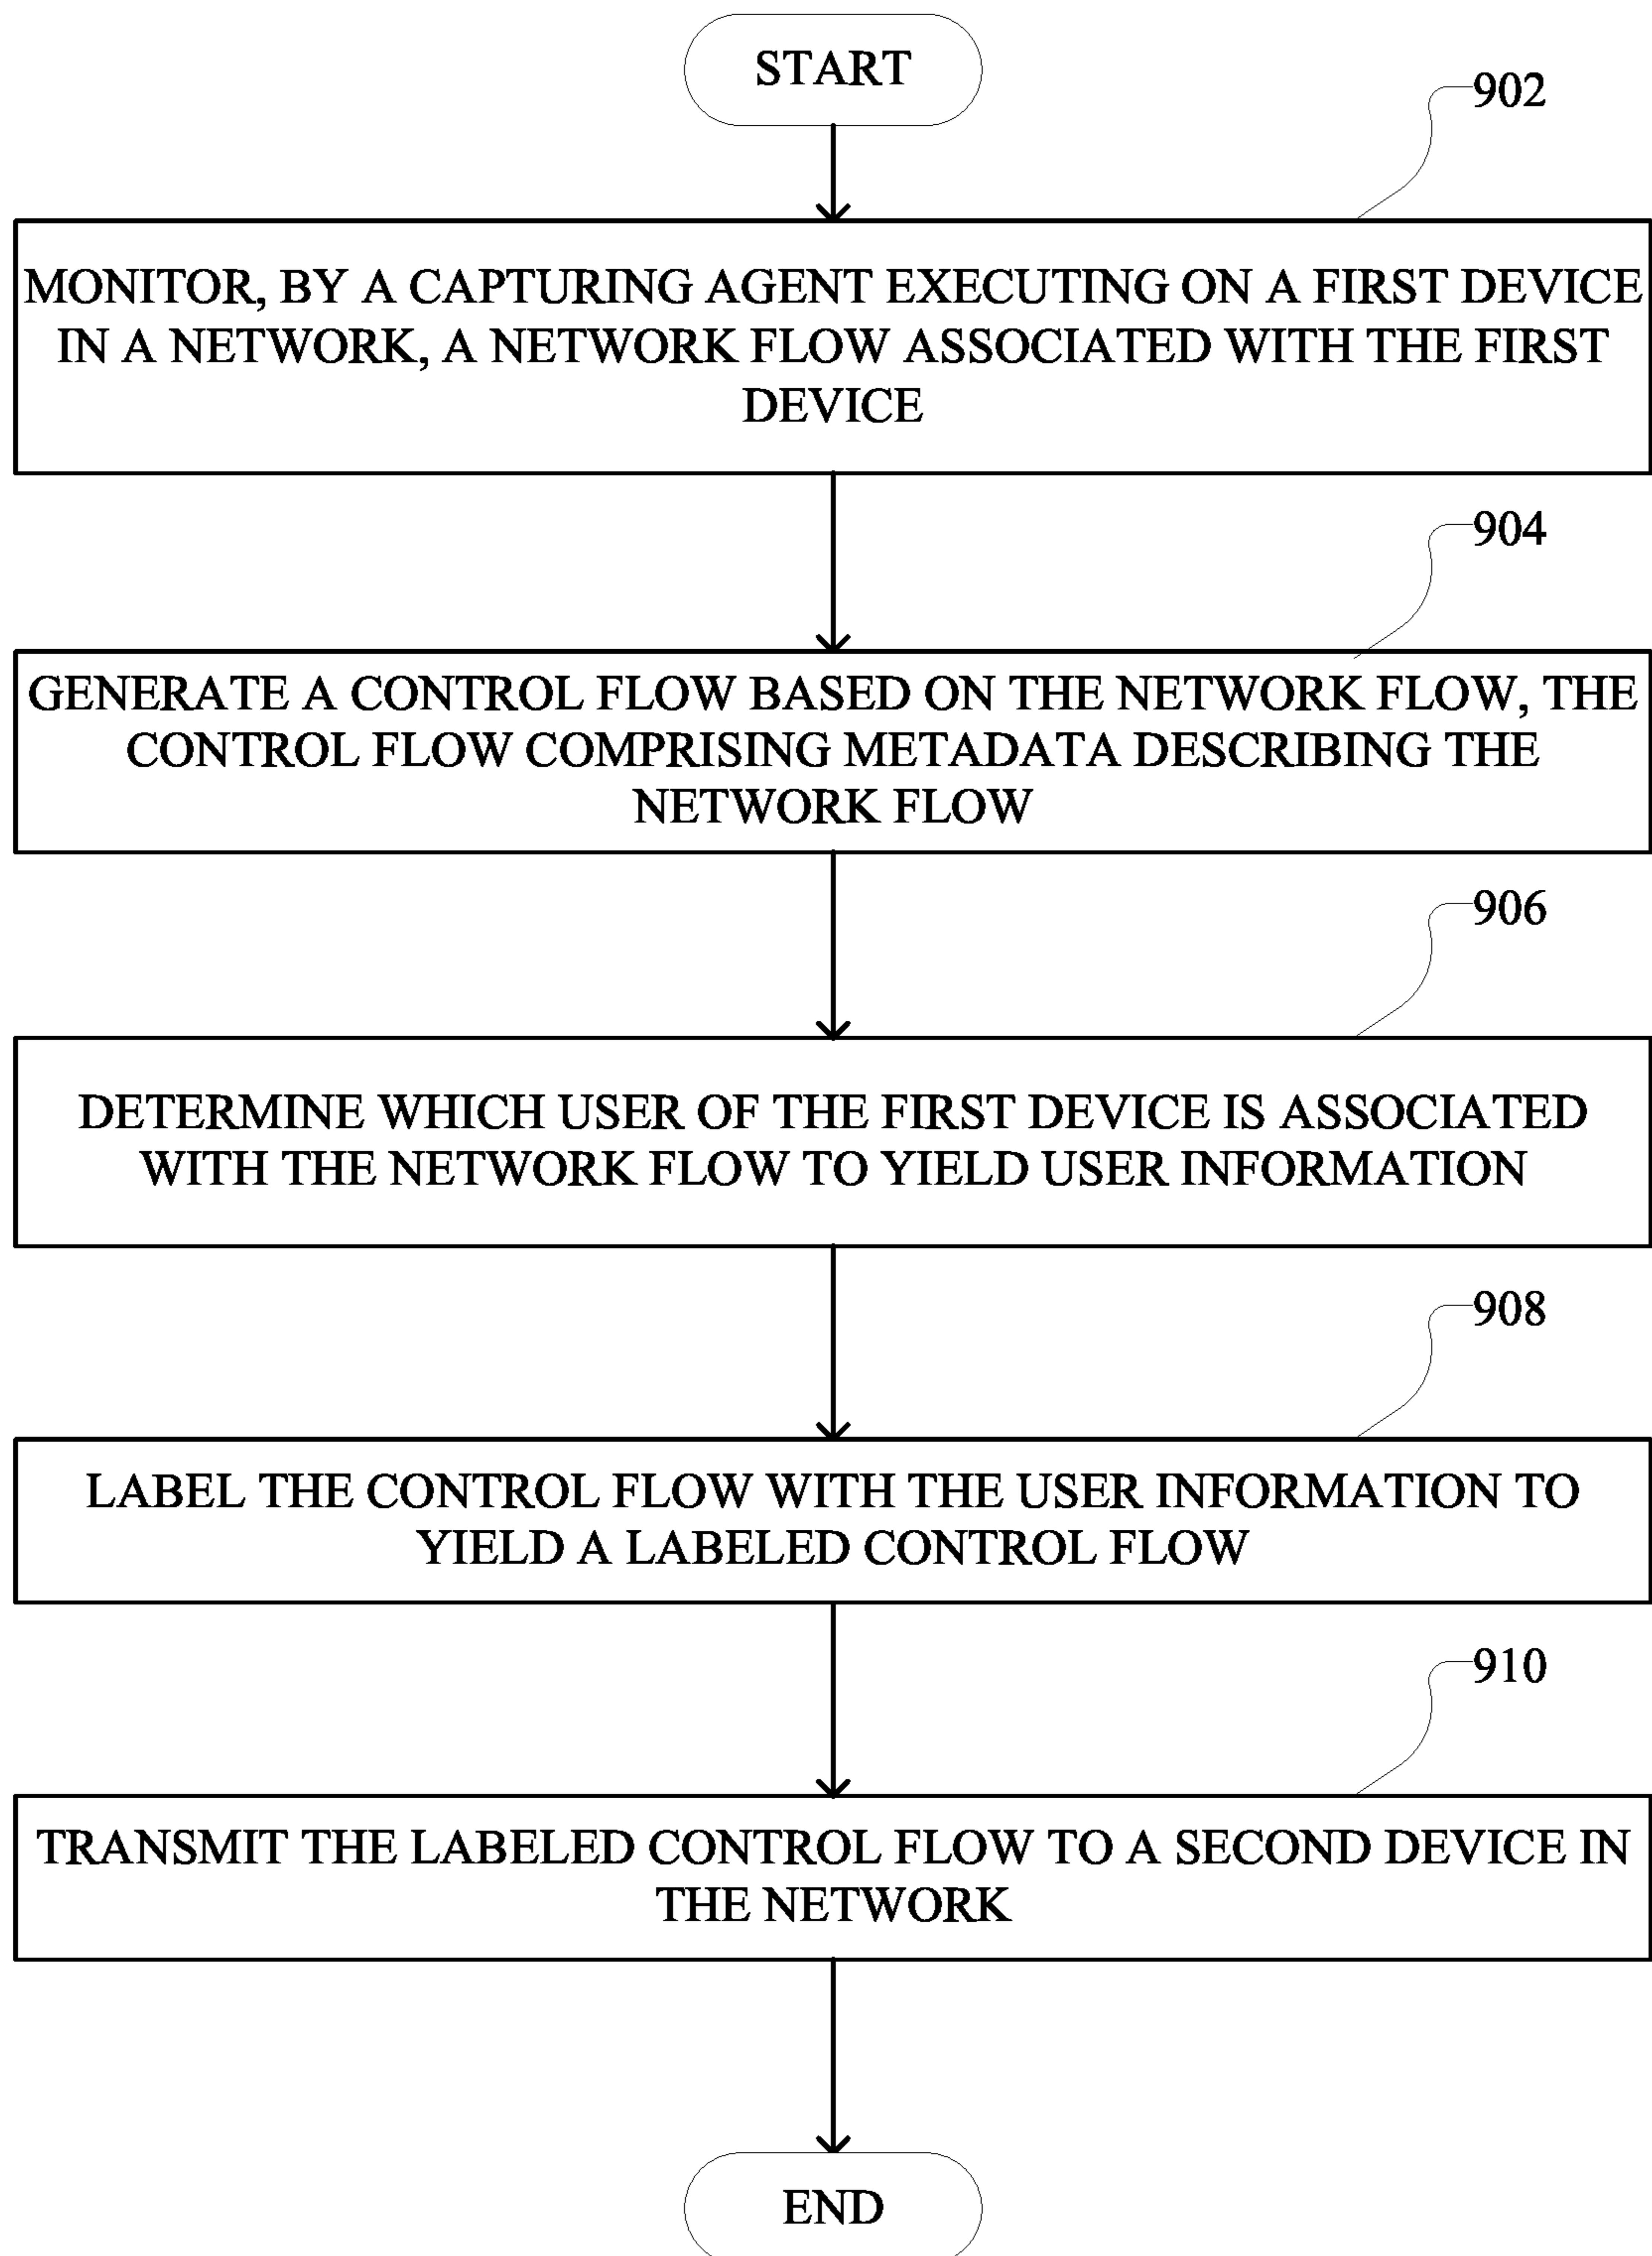 START
902
MONITOR, BY A CAPTURING AGENT EXECUTING ON A FIRST DEVICE
IN A NETWORK, A NETWORK FLOW ASSOCIATED WITH THE FIRST
DEVICE
904
GENERATE A CONTROL FLOW BASED ON THE NETWORK FLOW, THE
CONTROL FLOW COMPRISING METADATA DESCRIBING THE
NETWORK FLOW
906
DETERMINE WHICH USER OF THE FIRST DEVICE IS ASSOCIATED
WITH THE NETWORK FLOW TO YIELD USER INFORMATION
908
LABEL THE CONTROL FLOW WITH THE USER INFORMATION TO
YIELD A LABELED CONTROL FLOW
910
TRANSMIT THE LABELED CONTROL FLOW TO A SECOND DEVICE IN
THE NETWORK
END